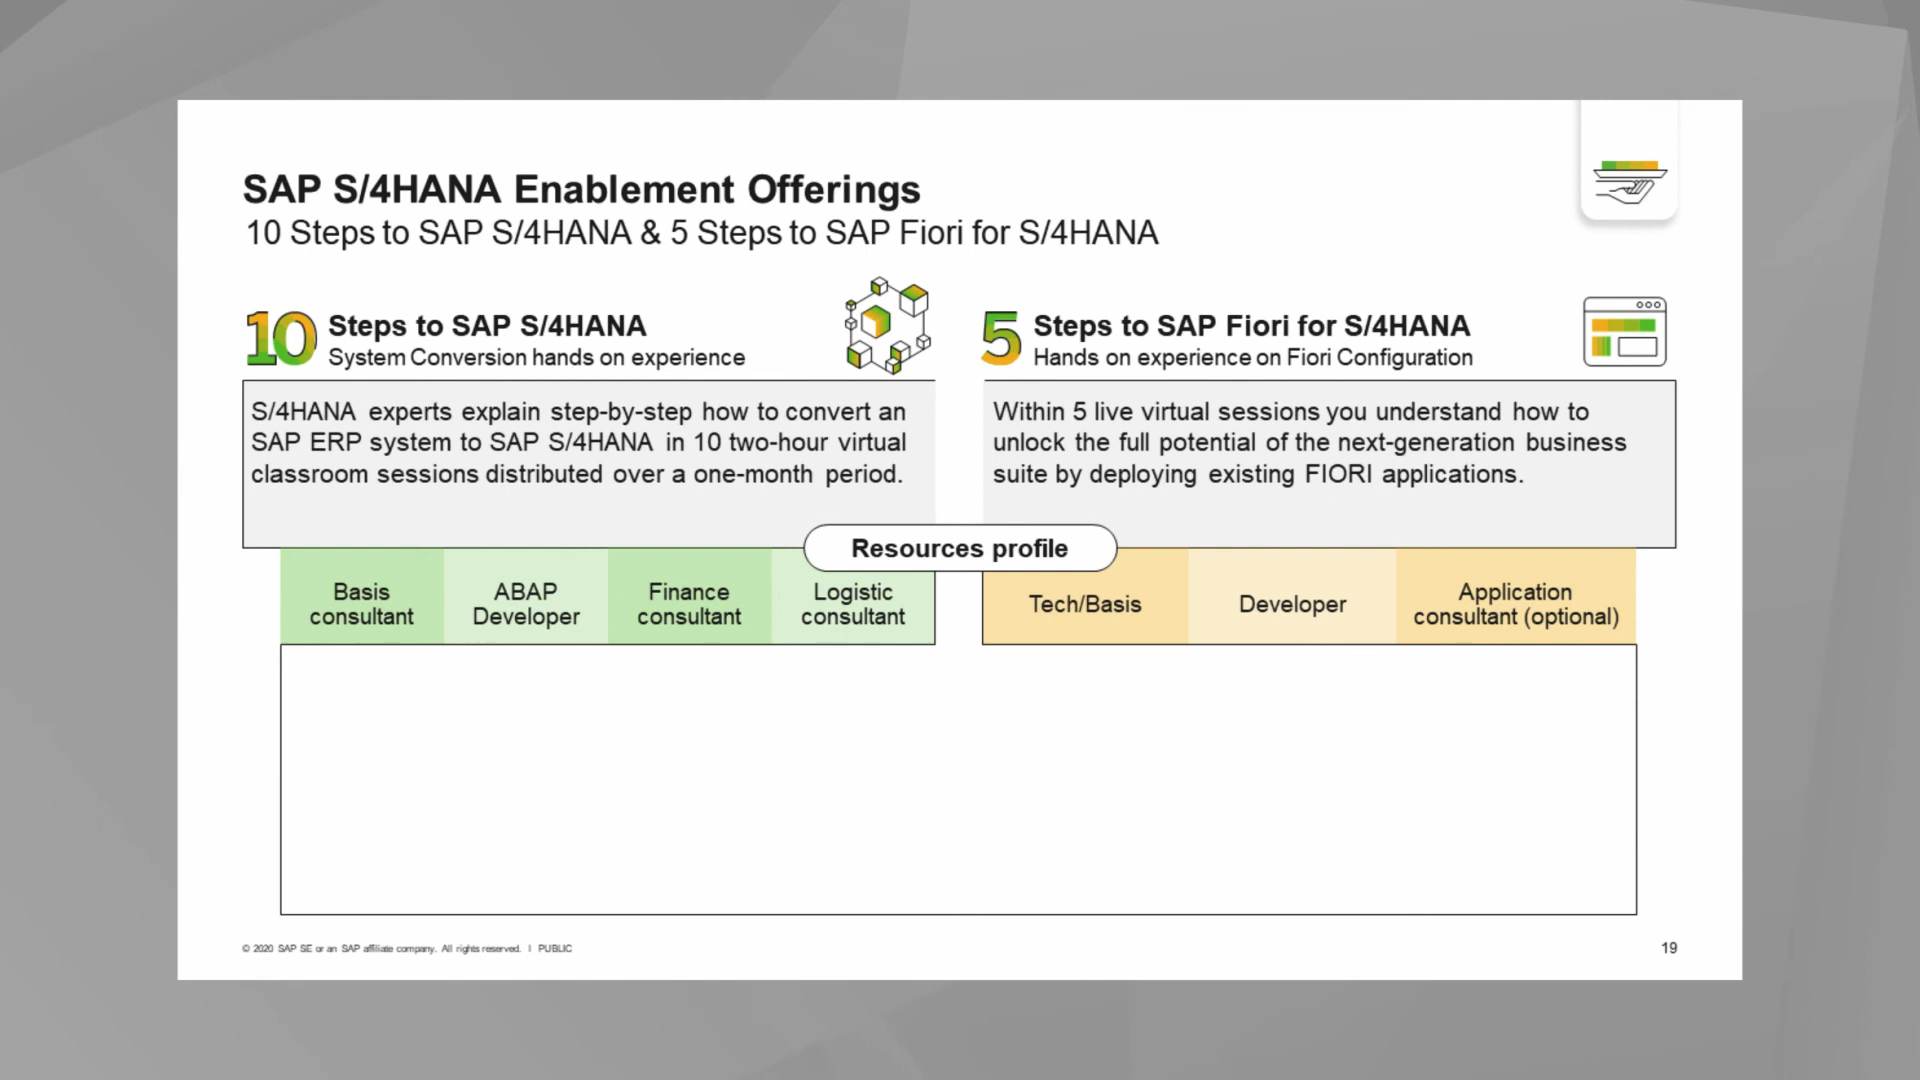 SAP S/4HANA Enablement Offerings
10 Steps to SAP S/4HANA & 5 Steps to SAP Fiori for S/4HANA
10 Steps to SAP S/4HANA
System Conversion hands on experience
S/4HANA experts explain step-by-step how to convert an
SAP ERP system to SAP S/4HANA in 10 two-hour virtual
classroom sessions distributed over a one-month period.
5 Steps to SAP Fiori for S/4HANA
Hands on experience on Fiori Configuration
Within 5 live virtual sessions you understand how to
unlock the full potential of the next-generation business
suite by deploying existing FIORI applications.
Resources profile
Basis
consultant
ABAP
Developer
Finance
consultant
Logistic
consultant
Tech/Basis
Developer
Application
consultant (optional)
© 2020 SAP SE or an SAP affiliate company. All rights reserved. I PUBLIC
19